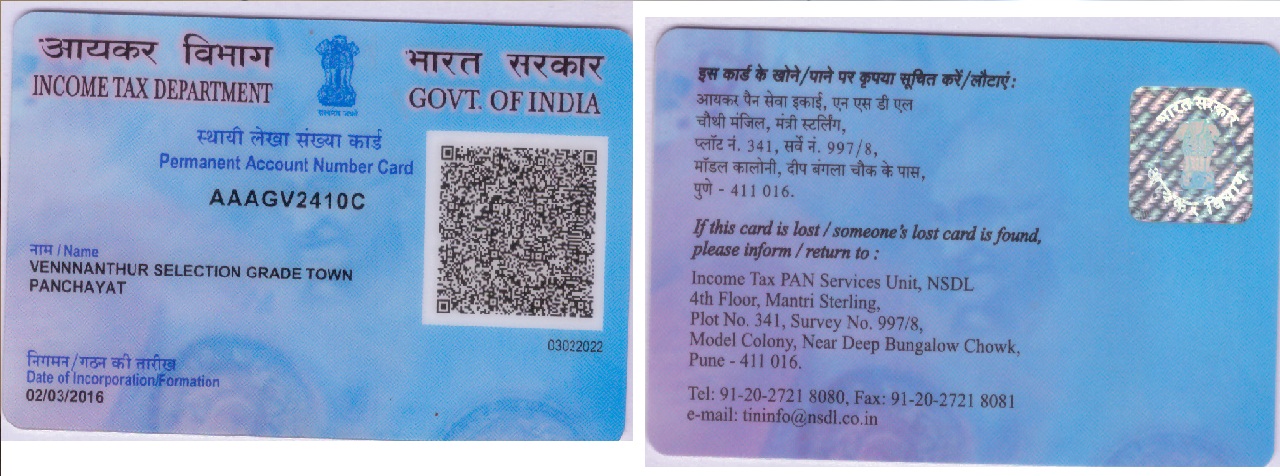 आयकर विभाग
INCOME TAX DEPARTMENT
भारत सरकार
GOVT. OF INDIA
सत्यमेव जयते
स्थायी लेखा संख्या कार्ड
Permanent Account Number Card
AAAGV2410C
नाम / Name
VENNNANTHUR SELECTION GRADE TOWN
PANCHAYAT
03022022
निगमन/गठन की तारीख
Date of Incorporation/Formation
02/03/2016
इस कार्ड के खोने/पाने पर कृपया सूचित करें/लौटाएं :
आयकर पैन सेवा इकाई, एन एस डी एल
चौथी मंजिल, मंत्री स्टर्लिंग,
प्लॉट नं. 341, सर्वे नं. 997/8,
मॉडल कालोनी, दीप बंगला चौक के पास,
पुणे - 411 016.
भारत सरकार
आयकर विभाग
If this card is lost / someone's lost card is found,
please inform / return to :
Income Tax PAN Services Unit, NSDL
4th Floor, Mantri Sterling,
Plot No. 341, Survey No. 997/8,
Model Colony, Near Deep Bungalow Chowk,
Pune - 411 016.
Tel: 91-20-2721 8080, Fax: 91-20-2721 8081
e-mail: tininfo@nsdl.co.in